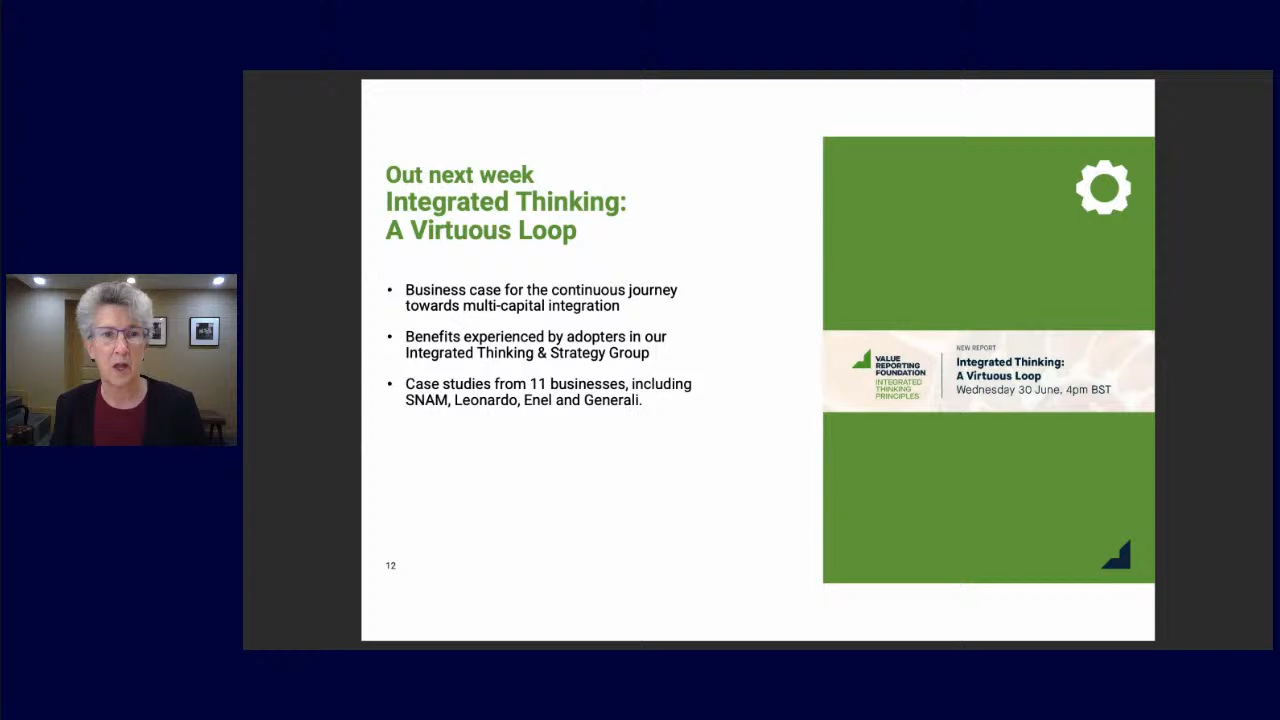 Out next week
Integrated Thinking:
A Virtuous Loop
• Business case for the continuous journey
towards multi-capital integration
• Benefits experienced by adopters in our
Integrated Thinking & Strategy Group
• Case studies from 11 businesses, including
SNAM, Leonardo, Enel and Generali.
12
VALUE
REPORTING
FOUNDATION
INTEGRATED
THINKING
PRINCIPLES
NEW REPORT
Integrated Thinking:
A Virtuous Loop
Wednesday 30 June, 4pm BST